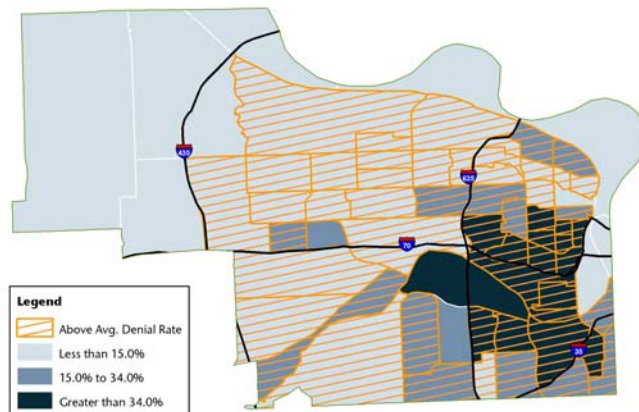 435
635
70
35
Legend
Above Avg. Denial Rate
Less than 15.0%
15.0% to 34.0%
Greater than 34.0%